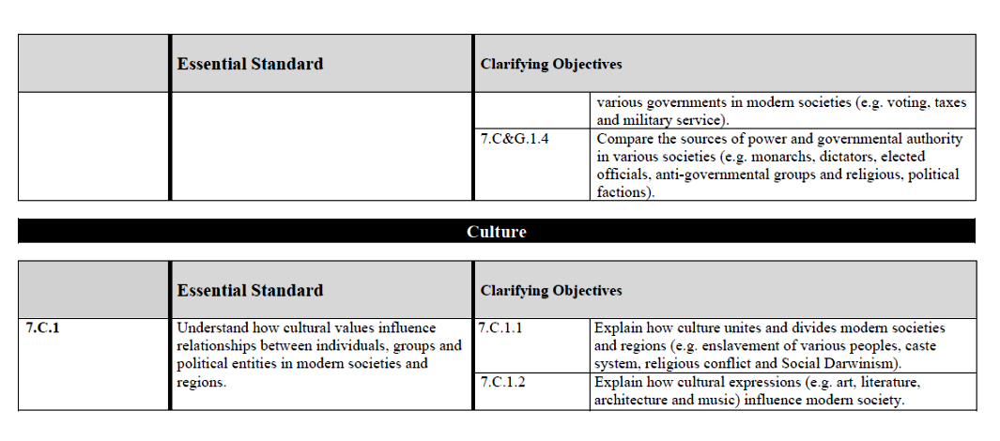 Essential Standard
Clarifying Objectives
various governments in modern societies (e.g. voting, taxes
and military service).
7.C&G.1.4
Compare the sources of power and governmental authority
in various societies (e.g. monarchs, dictators, elected
officials, anti-governmental groups and religious, political
factions).
Culture
Essential Standard
Clarifying Objectives
7.C.1
Understand how cultural values influence
relationships between individuals, groups and
political entities in modern societies and
regions.
7.C.1.1
Explain how culture unites and divides modern societies
and regions (e.g. enslavement of various peoples, caste
system, religious conflict and Social Darwinism).
7.C.1.2
Explain how cultural expressions (e.g. art, literature,
architecture and music) influence modern society.